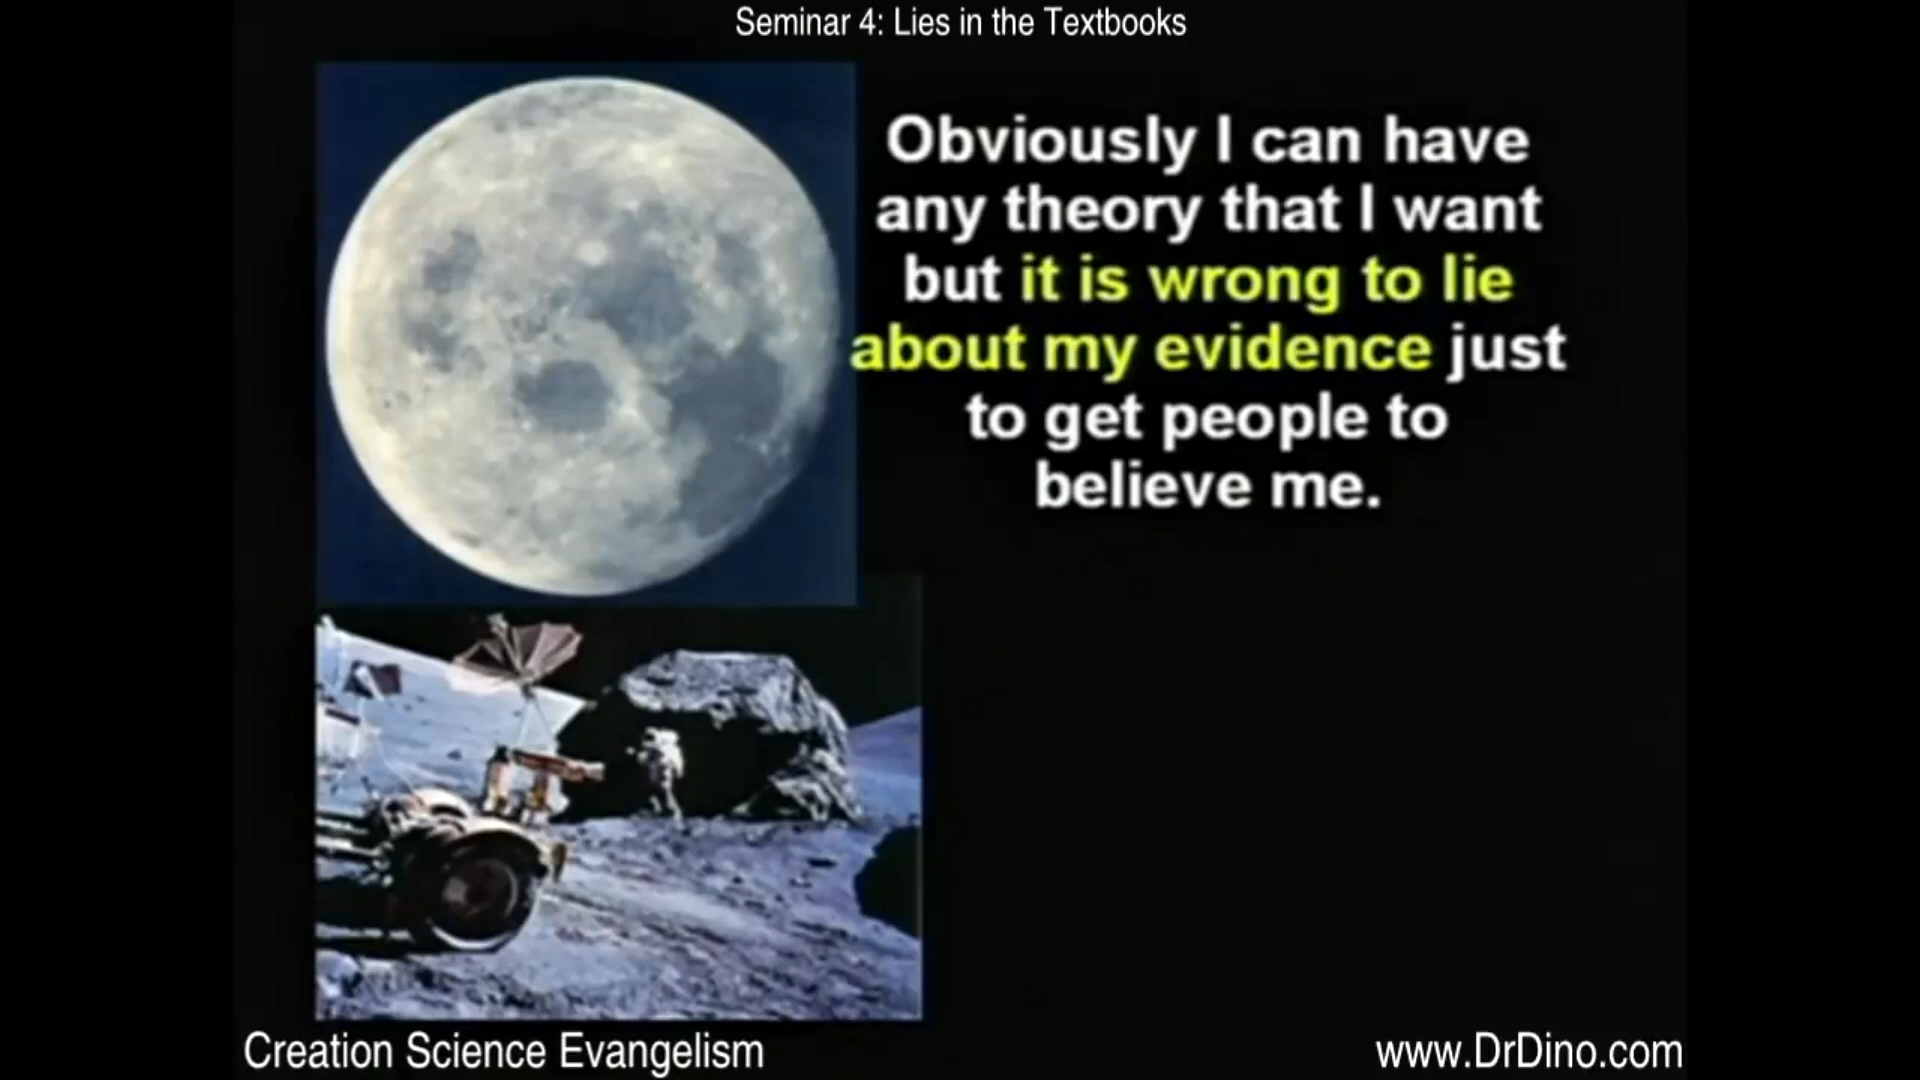 Seminar 4: Lies in the Textbooks
Obviously I can have
any theory that I want
but it is wrong to lie
about my evidence just
to get people to
believe me.
Creation Science Evangelism
www.DrDino.com